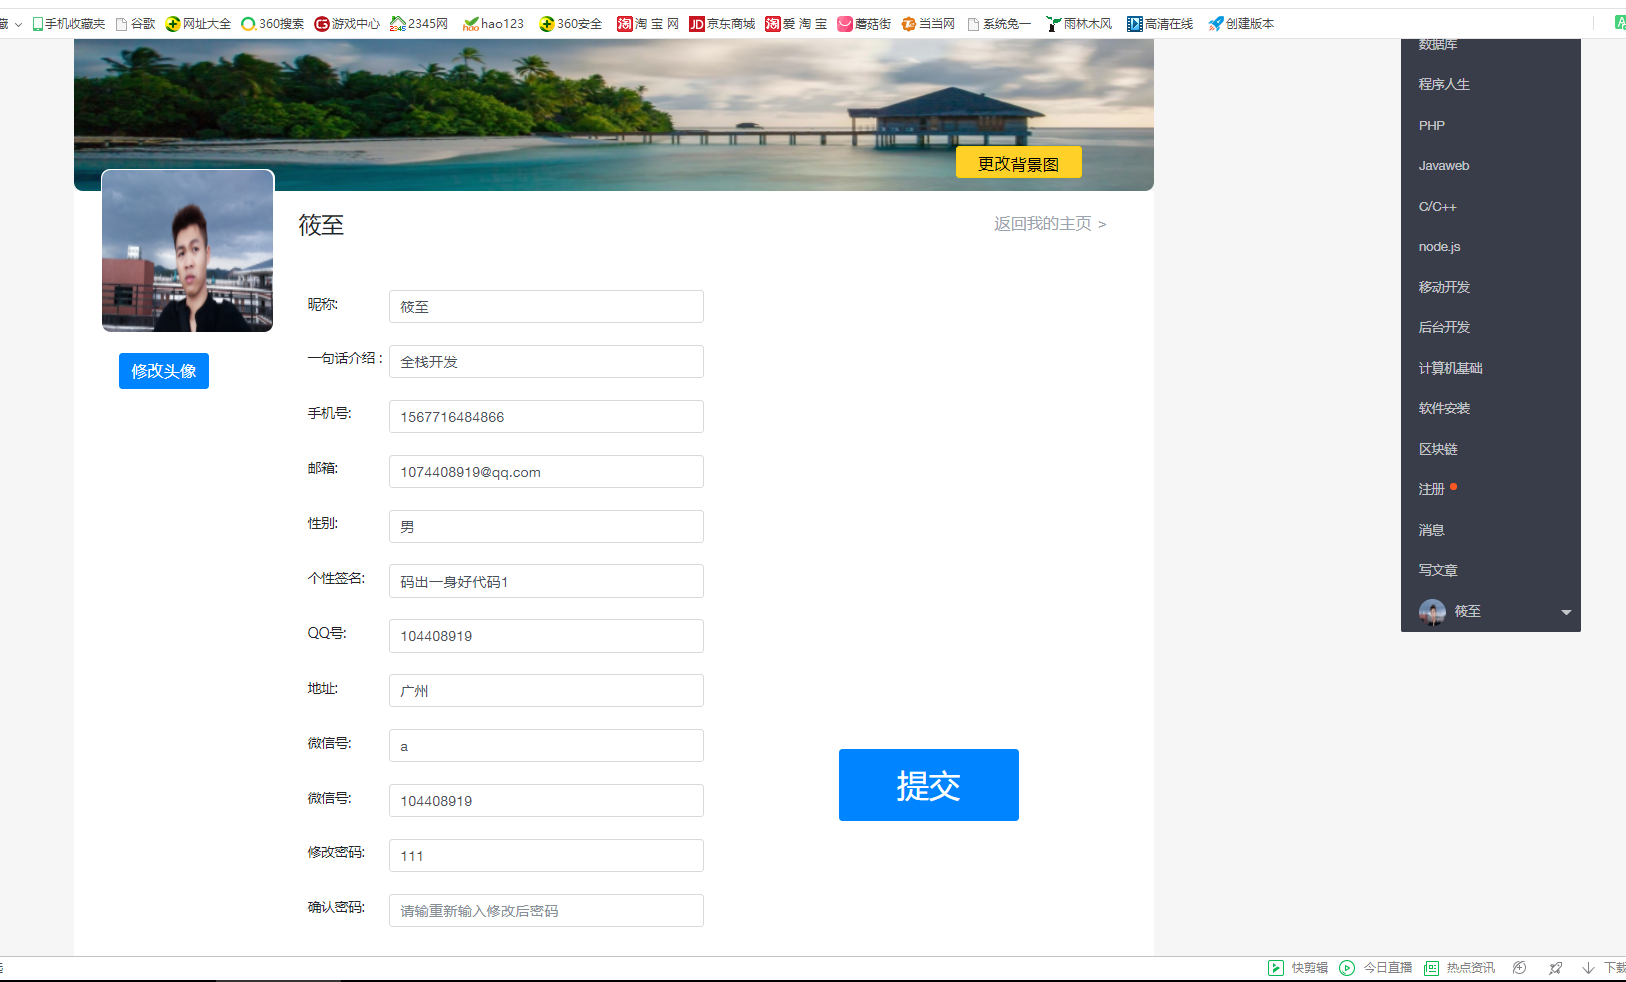 藏 手机收藏夹 谷歌 网址大全 360搜索 游戏中心 2345网 hao123 360安全 淘 宝 网 京东商城 爱 淘 宝 蘑菇街 当当网 系统兔一 雨林木风 高清在线 创建版本
更改背景图
筱至
返回我的主页 >
修改头像
昵称: 筱至
一句话介绍: 全栈开发
手机号: 1567716484866
邮箱: 1074408919@qq.com
性别: 男
个性签名: 码出一身好代码1
QQ号: 104408919
地址: 广州
微信号: a
微信号: 104408919
修改密码: 111
确认密码: 请输重新输入修改后密码
提交
数据库
程序人生
PHP
Javaweb
C/C++
node.js
移动开发
后台开发
计算机基础
软件安装
区块链
注册
消息
写文章
筱至
快剪辑 今日直播 热点资讯 下载